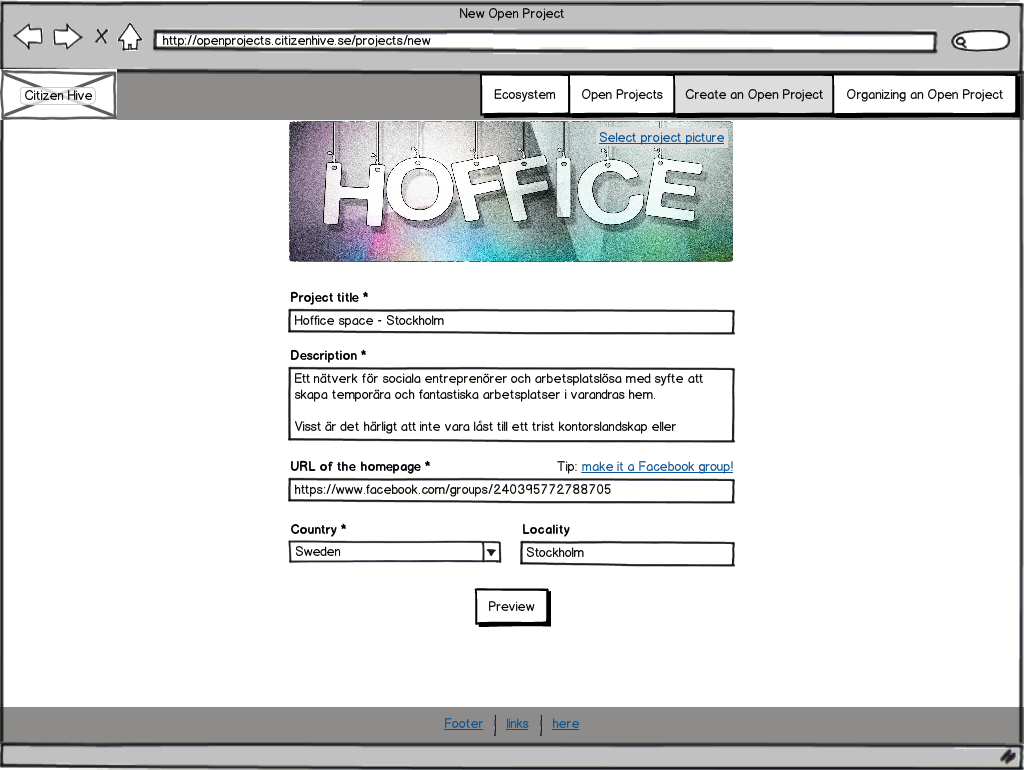 New Open Project
http://openprojects.citizenhive.se/projects/new
Citizen Hive
Ecosystem
Open Projects
Create an Open Project
Organizing an Open Project
Select project picture
HOFFICE
Project title *
Hoffice space - Stockholm
Description *
Ett nätverk för sociala entreprenörer och arbetsplatslösa med syfte att
skapa temporära och fantastiska arbetsplatser i varandras hem.
Visst är det härligt att inte vara låst till ett trist kontorslandskap eller
URL of the homepage *
Tip: make it a Facebook group!
https://www.facebook.com/groups/240395772788705
Country *
Locality
Sweden
Stockholm
Preview
Footer | links | here